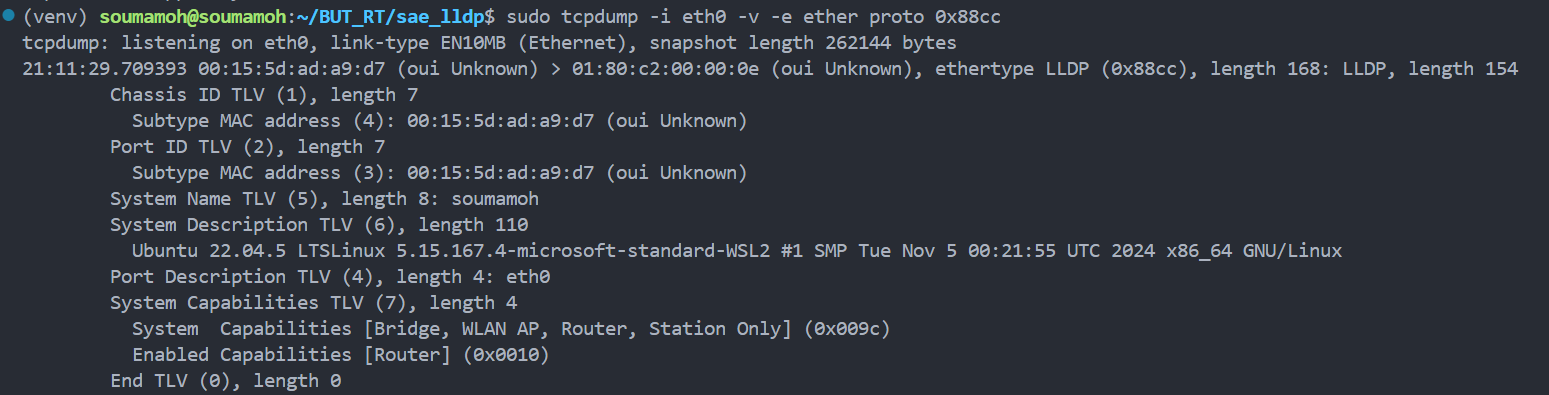 (venv) soumamoh@soumamoh:~/BUT_RT/sae_lldp$ sudo tcpdump -i eth0 -v -e ether proto 0x88cc
tcpdump: listening on eth0, link-type EN10MB (Ethernet), snapshot length 262144 bytes
21:11:29.709393 00:15:5d:ad:a9:d7 (oui Unknown) > 01:80:c2:00:00:0e (oui Unknown), ethertype LLDP (0x88cc), length 168: LLDP, length 154
        Chassis ID TLV (1), length 7
          Subtype MAC address (4): 00:15:5d:ad:a9:d7 (oui Unknown)
        Port ID TLV (2), length 7
          Subtype MAC address (3): 00:15:5d:ad:a9:d7 (oui Unknown)
        System Name TLV (5), length 8: soumamoh
        System Description TLV (6), length 110
          Ubuntu 22.04.5 LTSLinux 5.15.167.4-microsoft-standard-WSL2 #1 SMP Tue Nov 5 00:21:55 UTC 2024 x86_64 GNU/Linux
        Port Description TLV (4), length 4: eth0
        System Capabilities TLV (7), length 4
          System  Capabilities [Bridge, WLAN AP, Router, Station Only] (0x009c)
          Enabled Capabilities [Router] (0x0010)
        End TLV (0), length 0